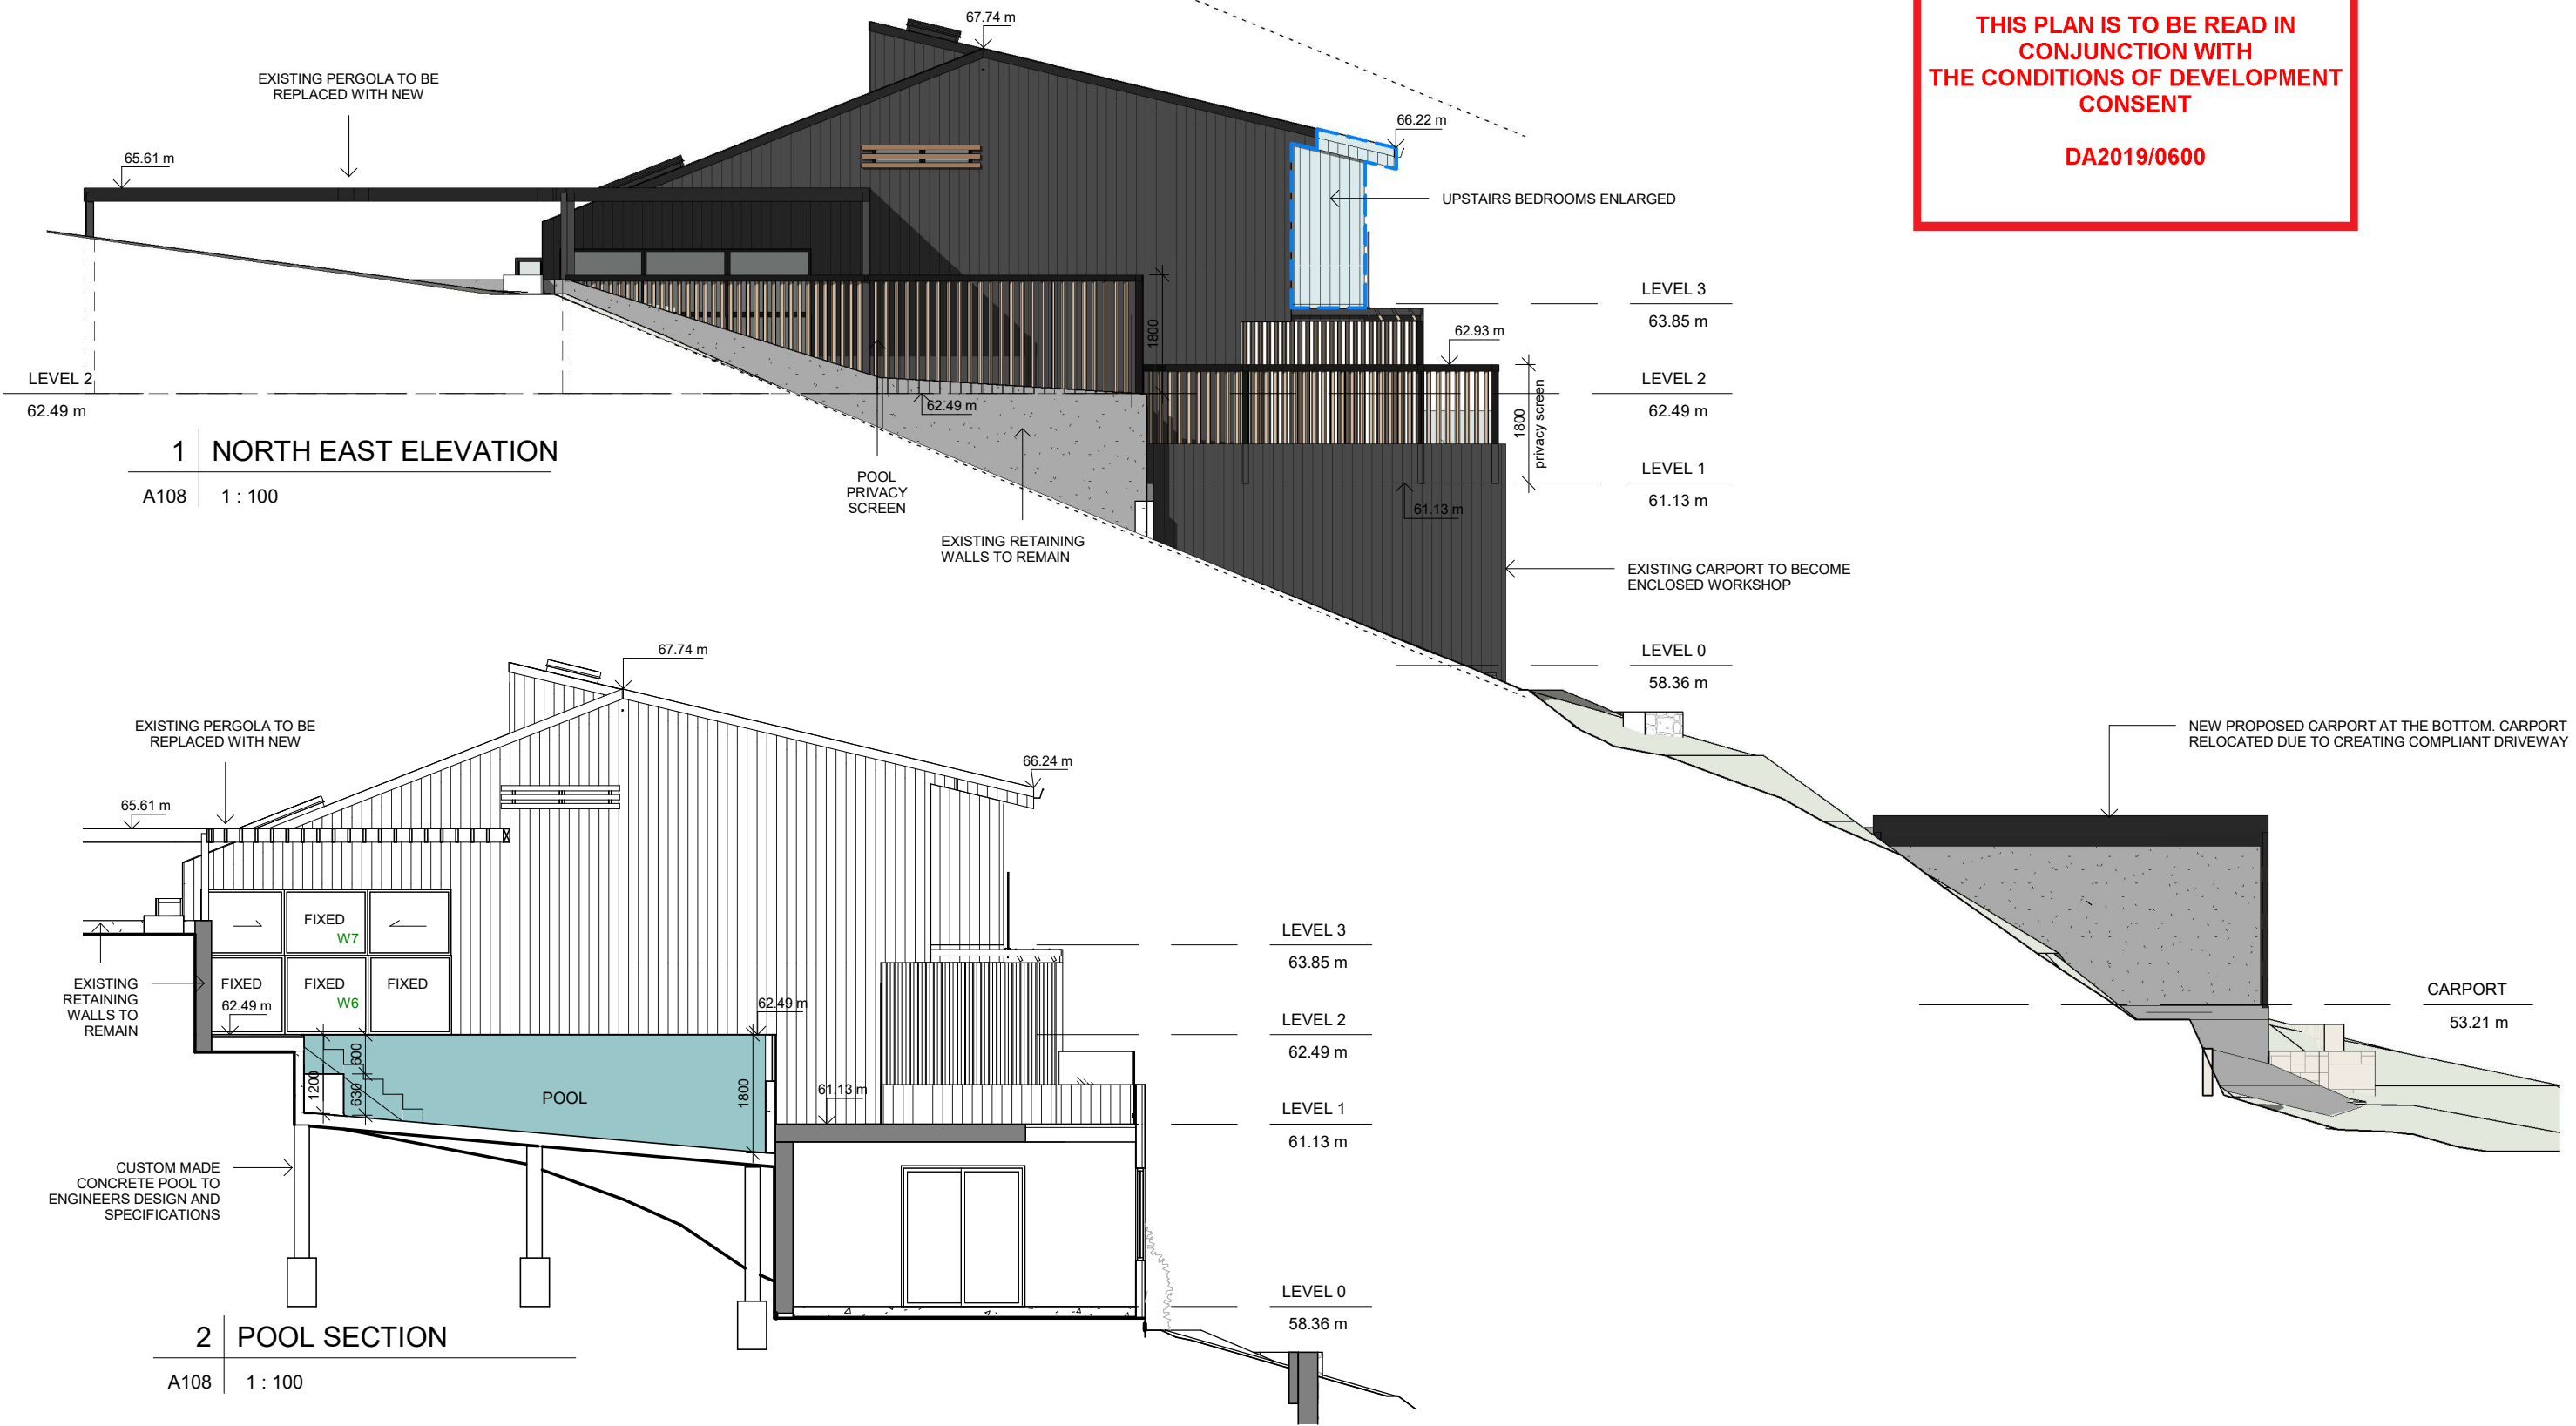 THIS PLAN IS TO BE READ IN
CONJUNCTION WITH
THE CONDITIONS OF DEVELOPMENT
CONSENT
DA2019/0600
67.74 m
EXISTING PERGOLA TO BE
REPLACED WITH NEW
65.61 m
66.22 m
UPSTAIRS BEDROOMS ENLARGED
LEVEL 3
63.85 m
1800
62.93 m
LEVEL 2
62.49 m
LEVEL 2
62.49 m
62.49 m
1800
privacy screen
1 NORTH EAST ELEVATION
A108 1 : 100
LEVEL 1
61.13 m
61.13 m
POOL
PRIVACY
SCREEN
EXISTING RETAINING
WALLS TO REMAIN
EXISTING CARPORT TO BECOME
ENCLOSED WORKSHOP
LEVEL 0
58.36 m
NEW PROPOSED CARPORT AT THE BOTTOM. CARPORT
RELOCATED DUE TO CREATING COMPLIANT DRIVEWAY
CARPORT
53.21 m
67.74 m
EXISTING PERGOLA TO BE
REPLACED WITH NEW
65.61 m
66.24 m
FIXED
W7
LEVEL 3
63.85 m
EXISTING
RETAINING
WALLS TO
REMAIN
FIXED
FIXED
FIXED
W6
62.49 m
62.49 m
LEVEL 2
62.49 m
1200
600
630
POOL
1800
61.13 m
LEVEL 1
61.13 m
CUSTOM MADE
CONCRETE POOL TO
ENGINEERS DESIGN AND
SPECIFICATIONS
LEVEL 0
58.36 m
2 POOL SECTION
A108 1 : 100